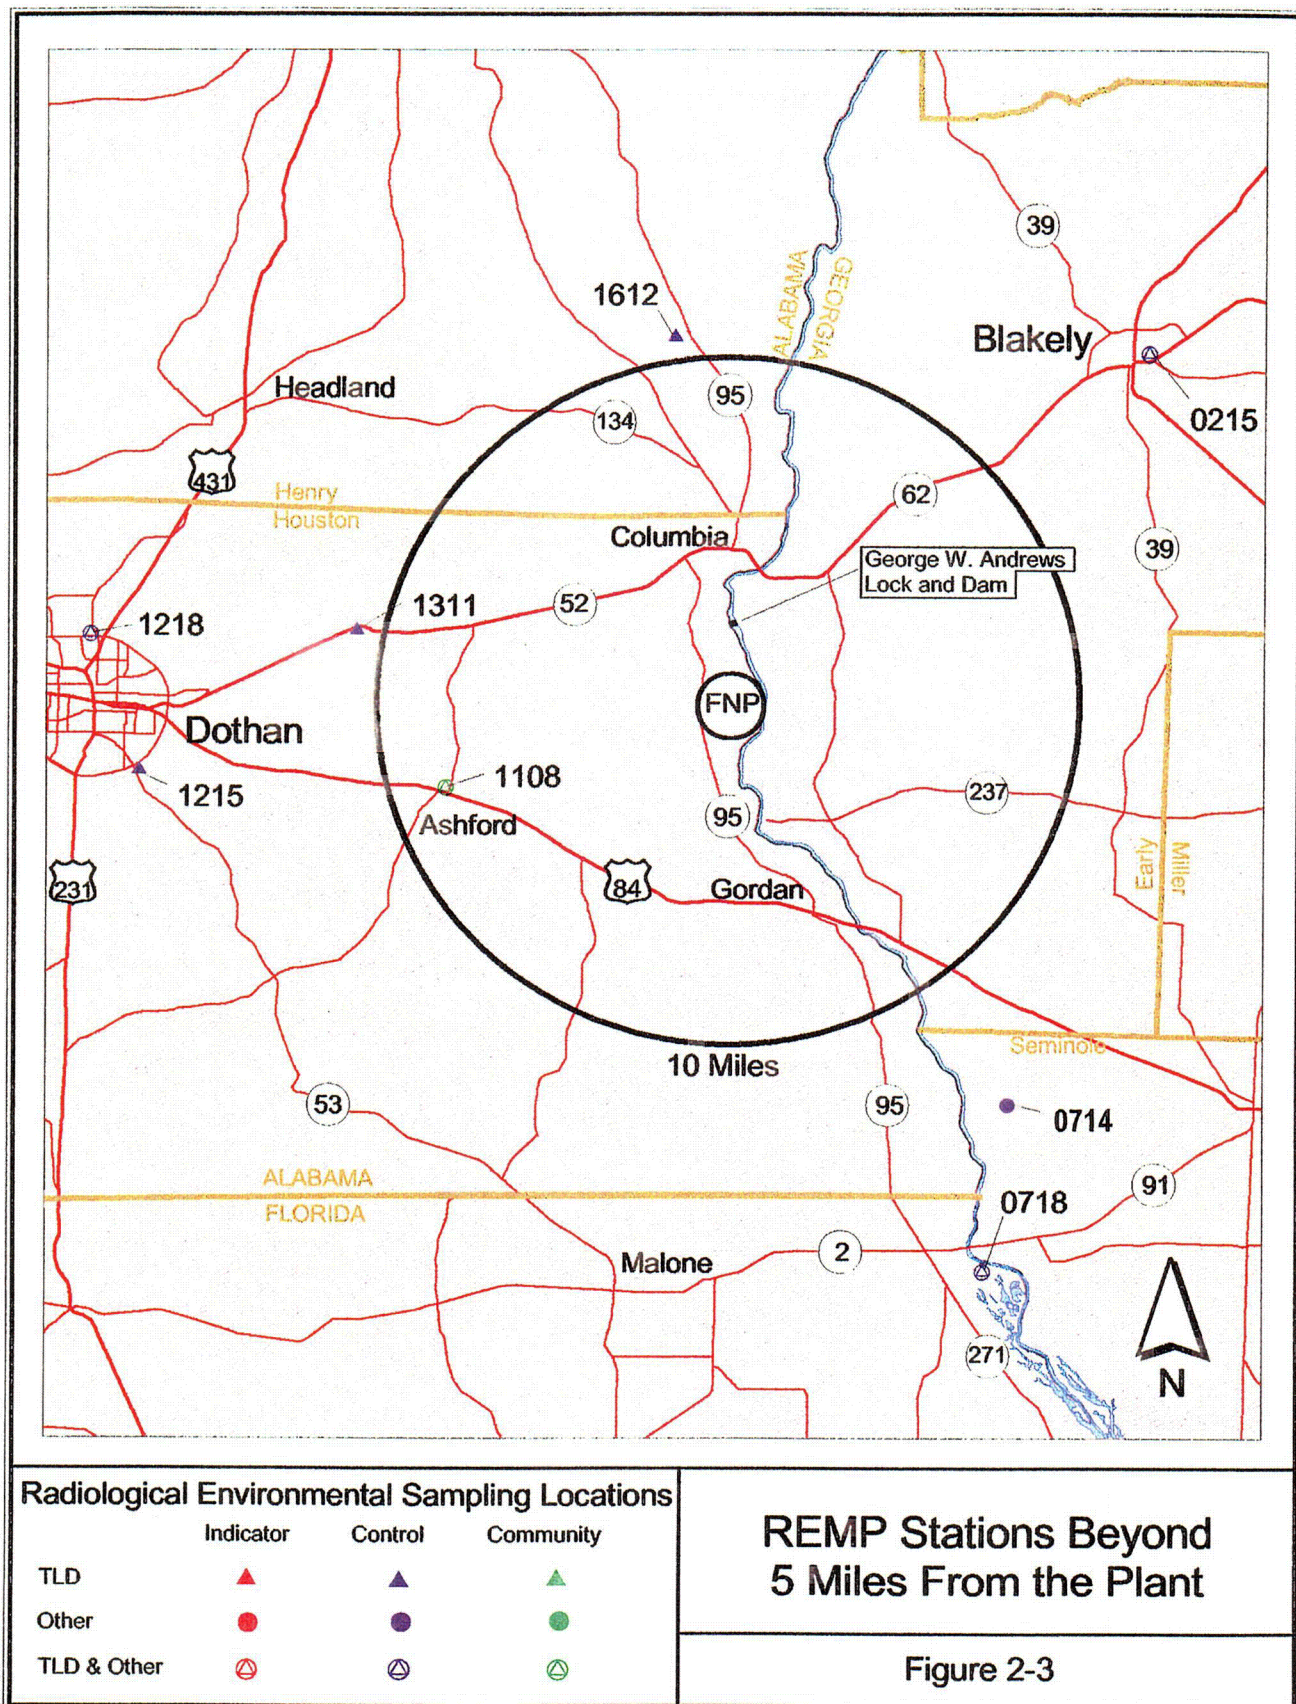 39
ALABAMA
GEORGIA
1612
Blakely
Headland
95
134
0215
431
Henry
Houston
62
Columbia
39
George W. Andrews
Lock and Dam
52
1311
1218
FNP
Dothan
1108
1215
237
95
Ashford
Early
Miller
231
84
Gordan
Seminole
10 Miles
53
95
0714
ALABAMA
FLORIDA
91
0718
2
Malone
271
N
Radiological Environmental Sampling Locations
Indicator Control Community
TLD
Other
TLD & Other
REMP Stations Beyond
5 Miles From the Plant
Figure 2-3